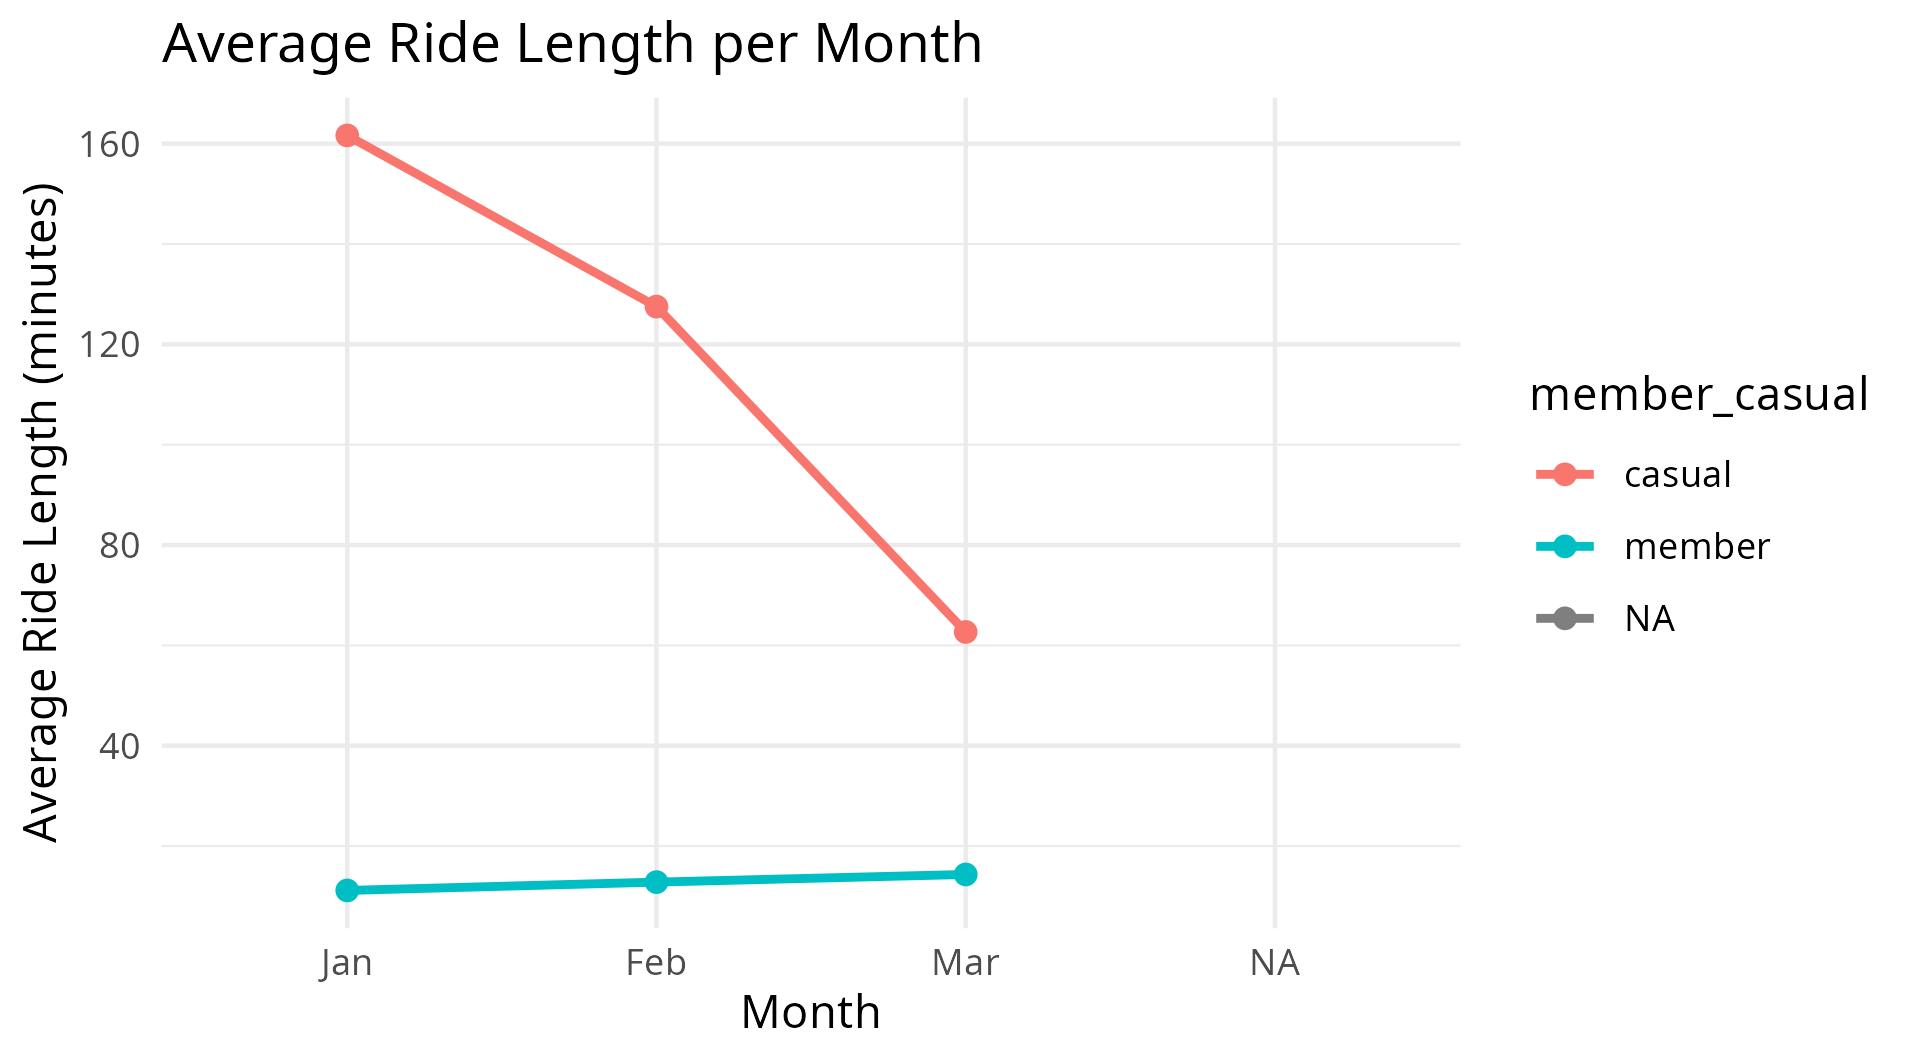 Average Ride Length per Month
Average Ride Length (minutes)
160
120
80
40
Jan
Feb
Mar
NA
Month
member_casual
casual
member
NA